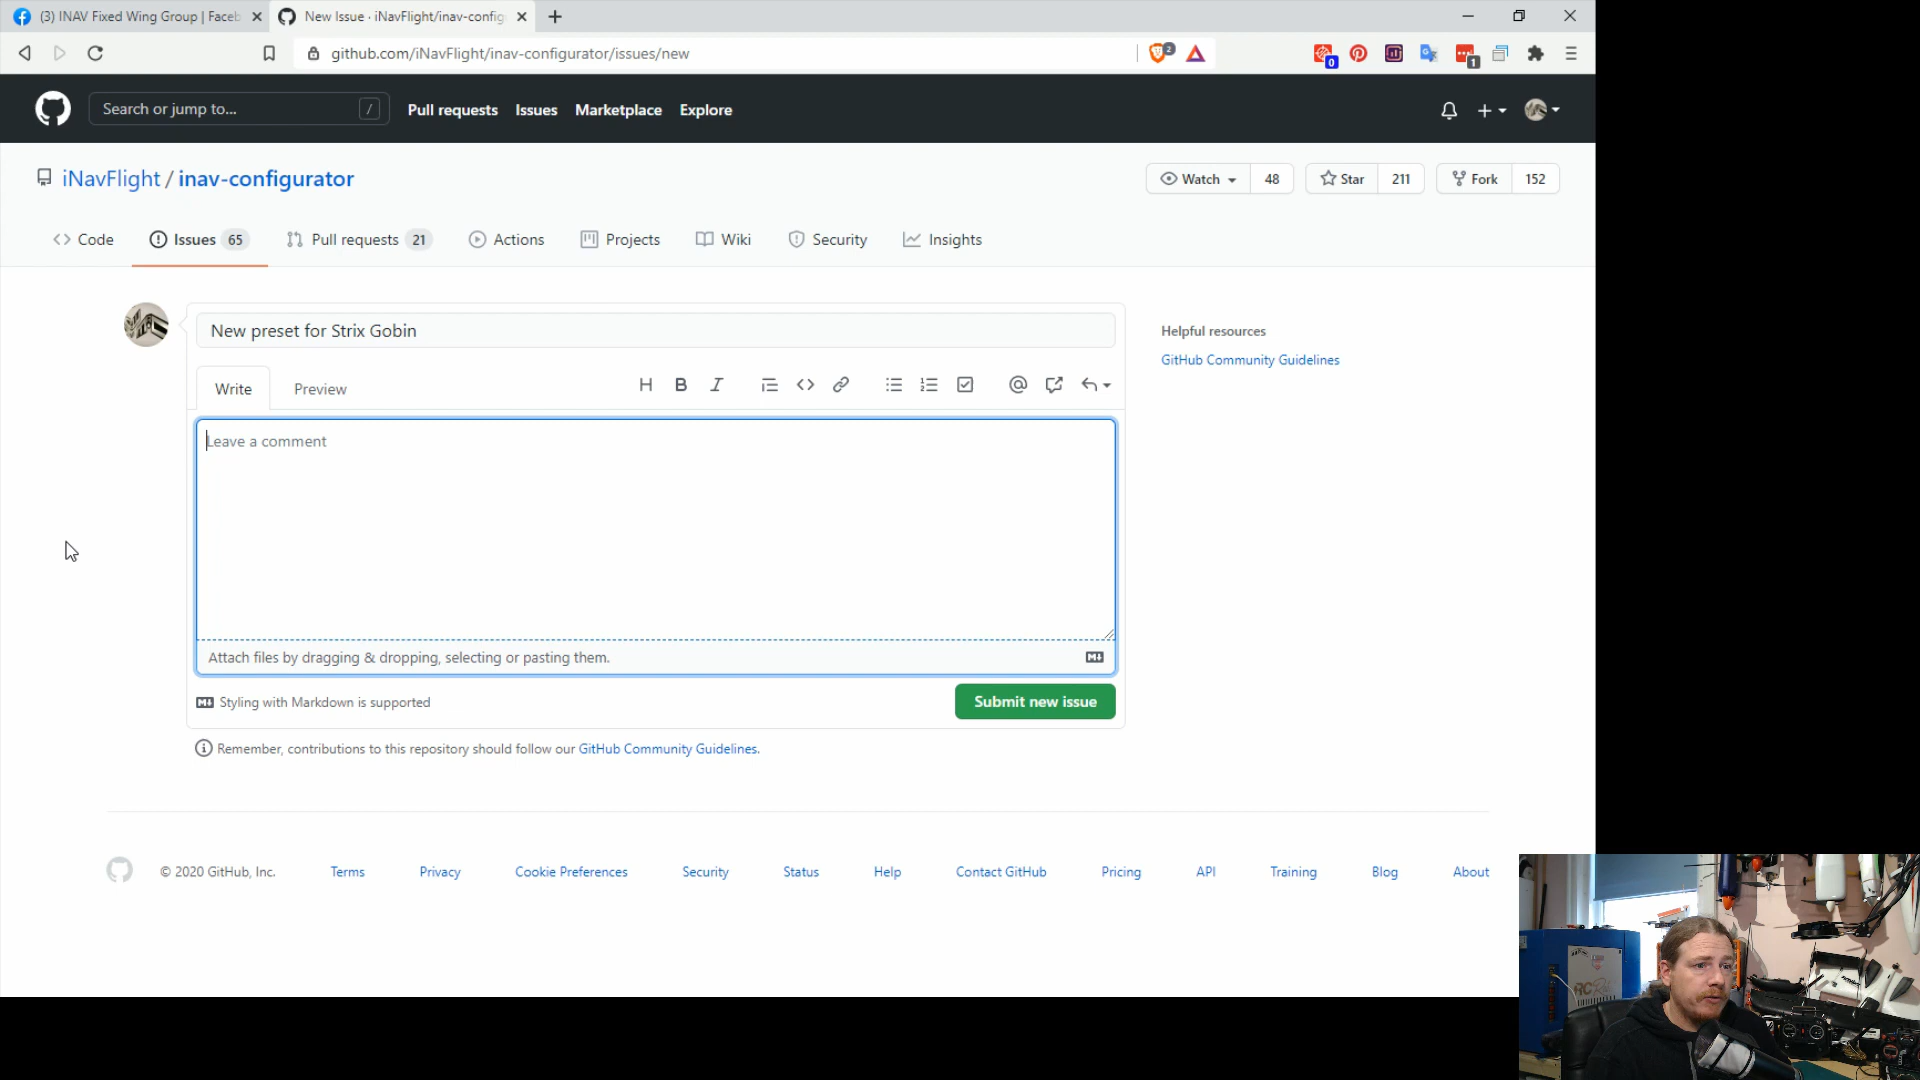 (3) INAV Fixed Wing Group | Faceb
New Issue · iNavFlight/inav-config
github.com/iNavFlight/inav-configurator/issues/new
2
0
1
Search or jump to...
/
Pull requests
Issues
Marketplace
Explore
iNavFlight / inav-configurator
Watch
48
Star
211
Fork
152
Code
Issues 65
Pull requests 21
Actions
Projects
Wiki
Security
Insights
New preset for Strix Gobin
Helpful resources
GitHub Community Guidelines
Write
Preview
H B I
Leave a comment
Attach files by dragging & dropping, selecting or pasting them.
Styling with Markdown is supported
Submit new issue
Remember, contributions to this repository should follow our GitHub Community Guidelines.
© 2020 GitHub, Inc.
Terms
Privacy
Cookie Preferences
Security
Status
Help
Contact GitHub
Pricing
API
Training
Blog
About